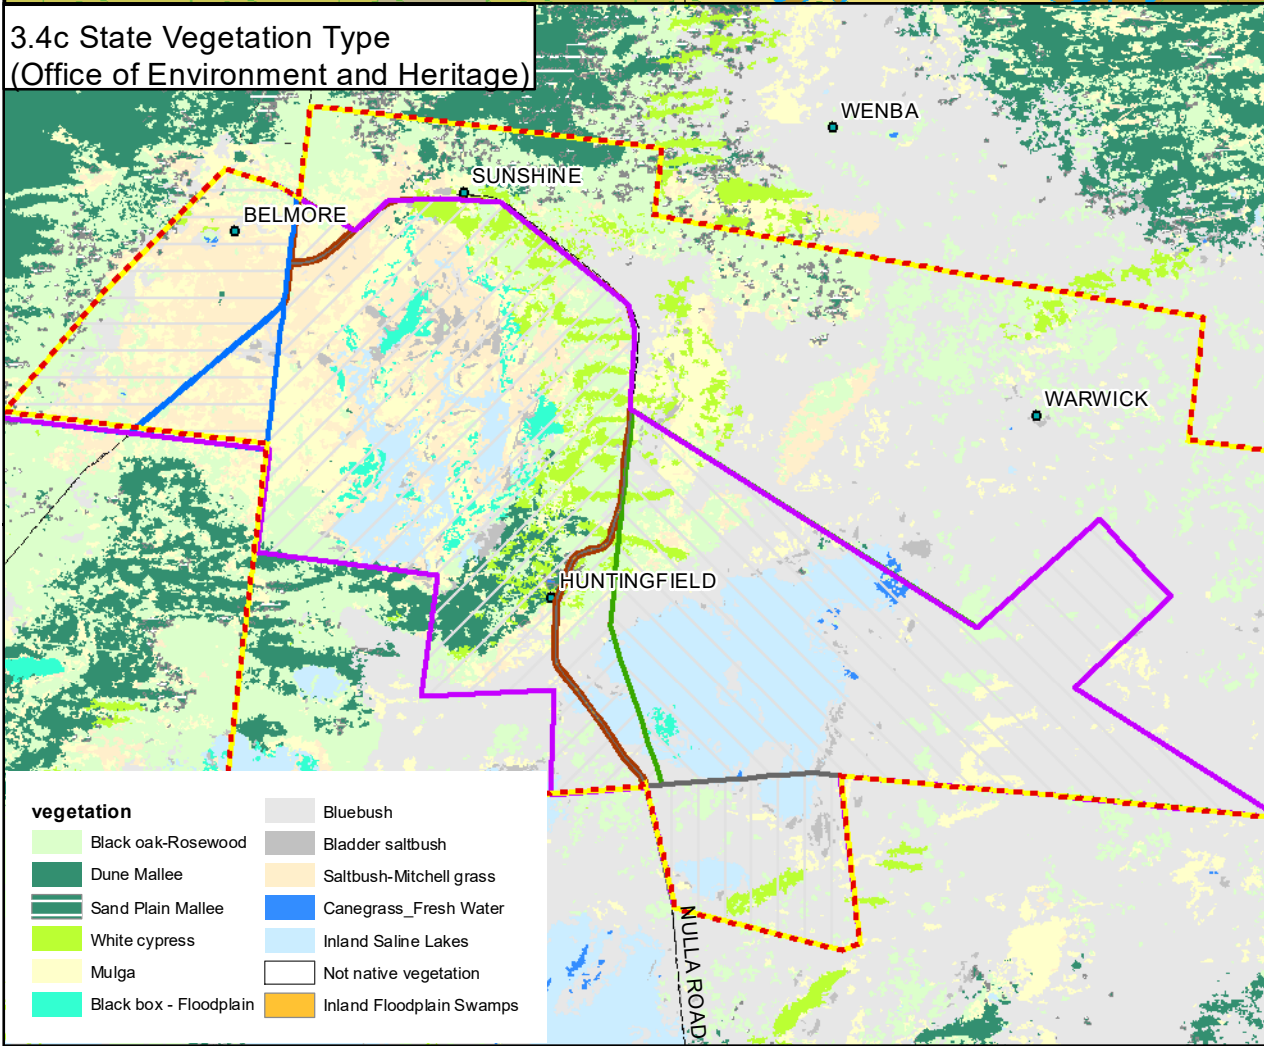 3.4c State Vegetation Type
(Office of Environment and Heritage)
WENBA
SUNSHINE
BELMORE
WARWICK
HUNTINGFIELD
NULLA ROAD
vegetation
Black oak-Rosewood
Dune Mallee
Sand Plain Mallee
White cypress
Mulga
Black box - Floodplain
Bluebush
Bladder saltbush
Saltbush-Mitchell grass
Canegrass_Fresh Water
Inland Saline Lakes
Not native vegetation
Inland Floodplain Swamps